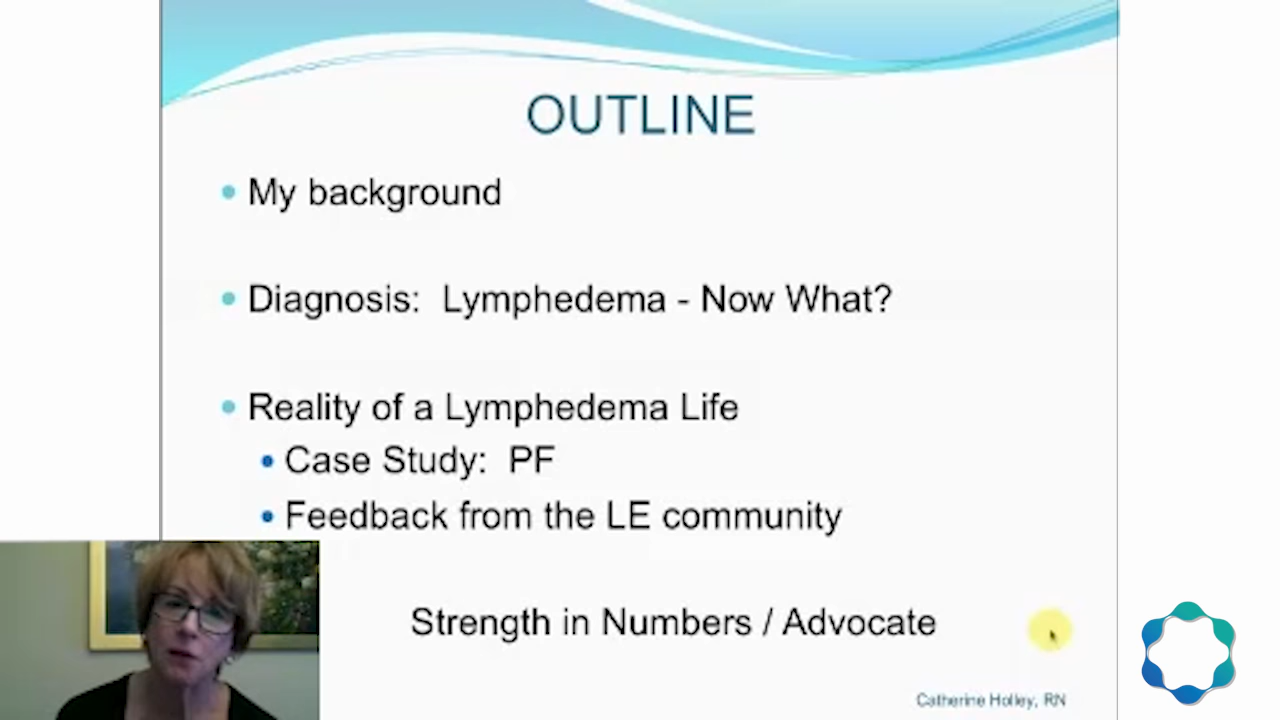 OUTLINE
My background
Diagnosis: Lymphedema - Now What?
Reality of a Lymphedema Life
Case Study: PF
Feedback from the LE community
Strength in Numbers / Advocate
Catherine Holley, RN